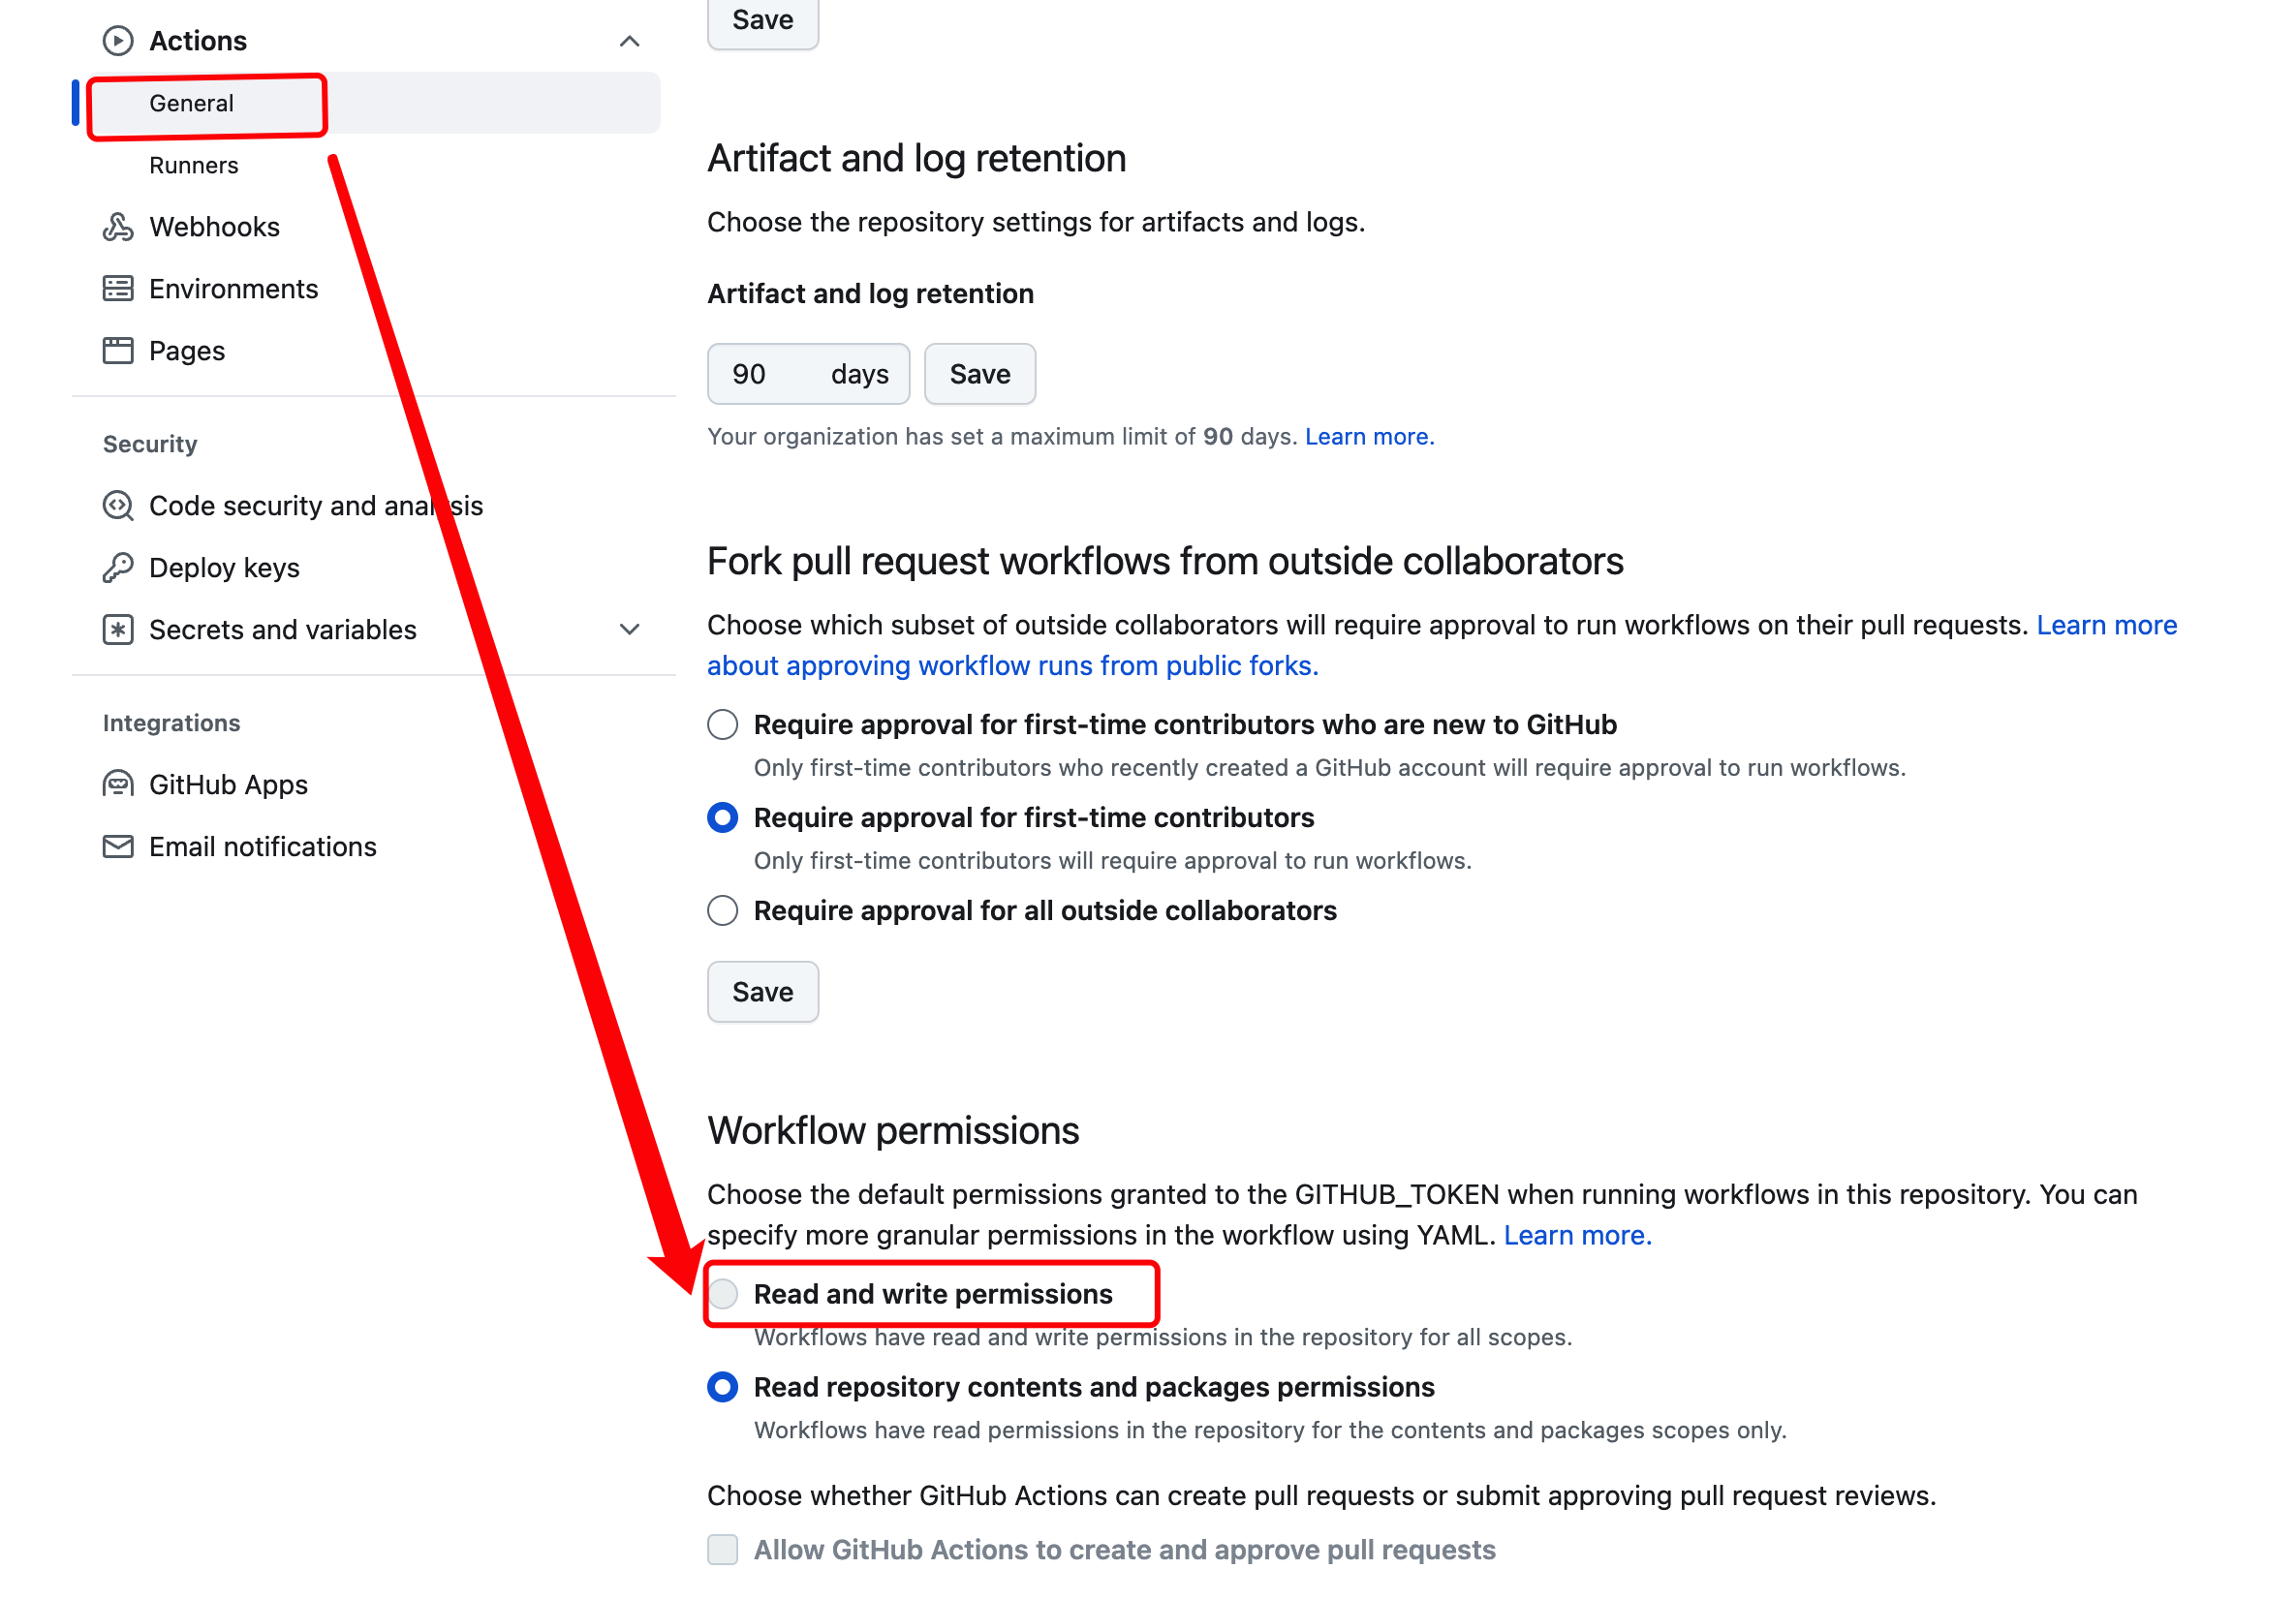 Actions
General
Runners
Webhooks
Environments
Pages
Security
Code security and analysis
Deploy keys
Secrets and variables
Integrations
GitHub Apps
Email notifications
Save
Artifact and log retention
Choose the repository settings for artifacts and logs.
Artifact and log retention
90 days Save
Your organization has set a maximum limit of 90 days. Learn more.
Fork pull request workflows from outside collaborators
Choose which subset of outside collaborators will require approval to run workflows on their pull requests. Learn more
about approving workflow runs from public forks.
Require approval for first-time contributors who are new to GitHub
Only first-time contributors who recently created a GitHub account will require approval to run workflows.
Require approval for first-time contributors
Only first-time contributors will require approval to run workflows.
Require approval for all outside collaborators
Save
Workflow permissions
Choose the default permissions granted to the GITHUB_TOKEN when running workflows in this repository. You can
specify more granular permissions in the workflow using YAML. Learn more.
Read and write permissions
Workflows have read and write permissions in the repository for all scopes.
Read repository contents and packages permissions
Workflows have read permissions in the repository for the contents and packages scopes only.
Choose whether GitHub Actions can create pull requests or submit approving pull request reviews.
Allow GitHub Actions to create and approve pull requests